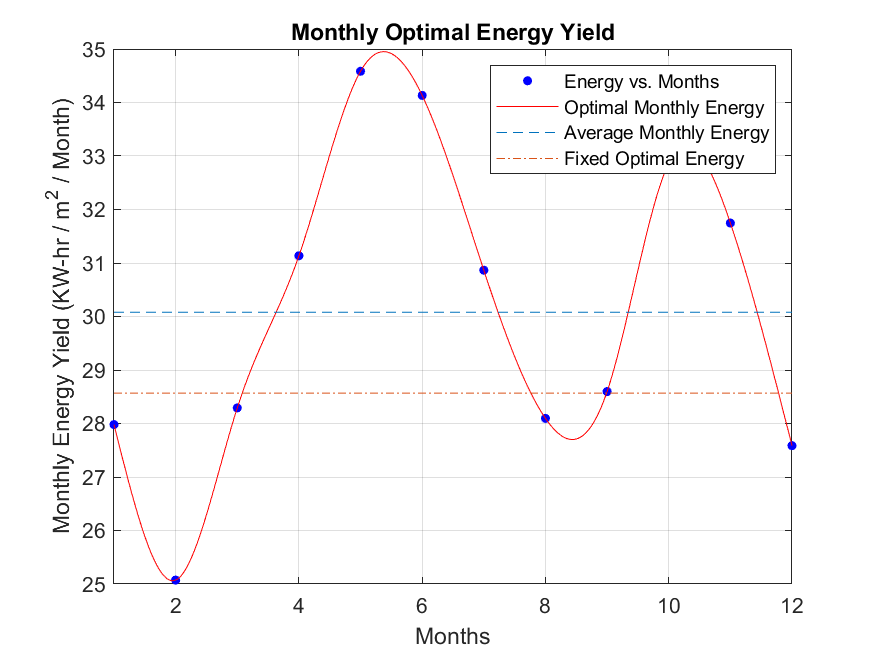 Monthly Optimal Energy Yield
Monthly Energy Yield (KW-hr / m² / Month)
35
34
33
32
31
30
29
28
27
26
25
Energy vs. Months
Optimal Monthly Energy
Average Monthly Energy
Fixed Optimal Energy
2 4 6 8 10 12
Months